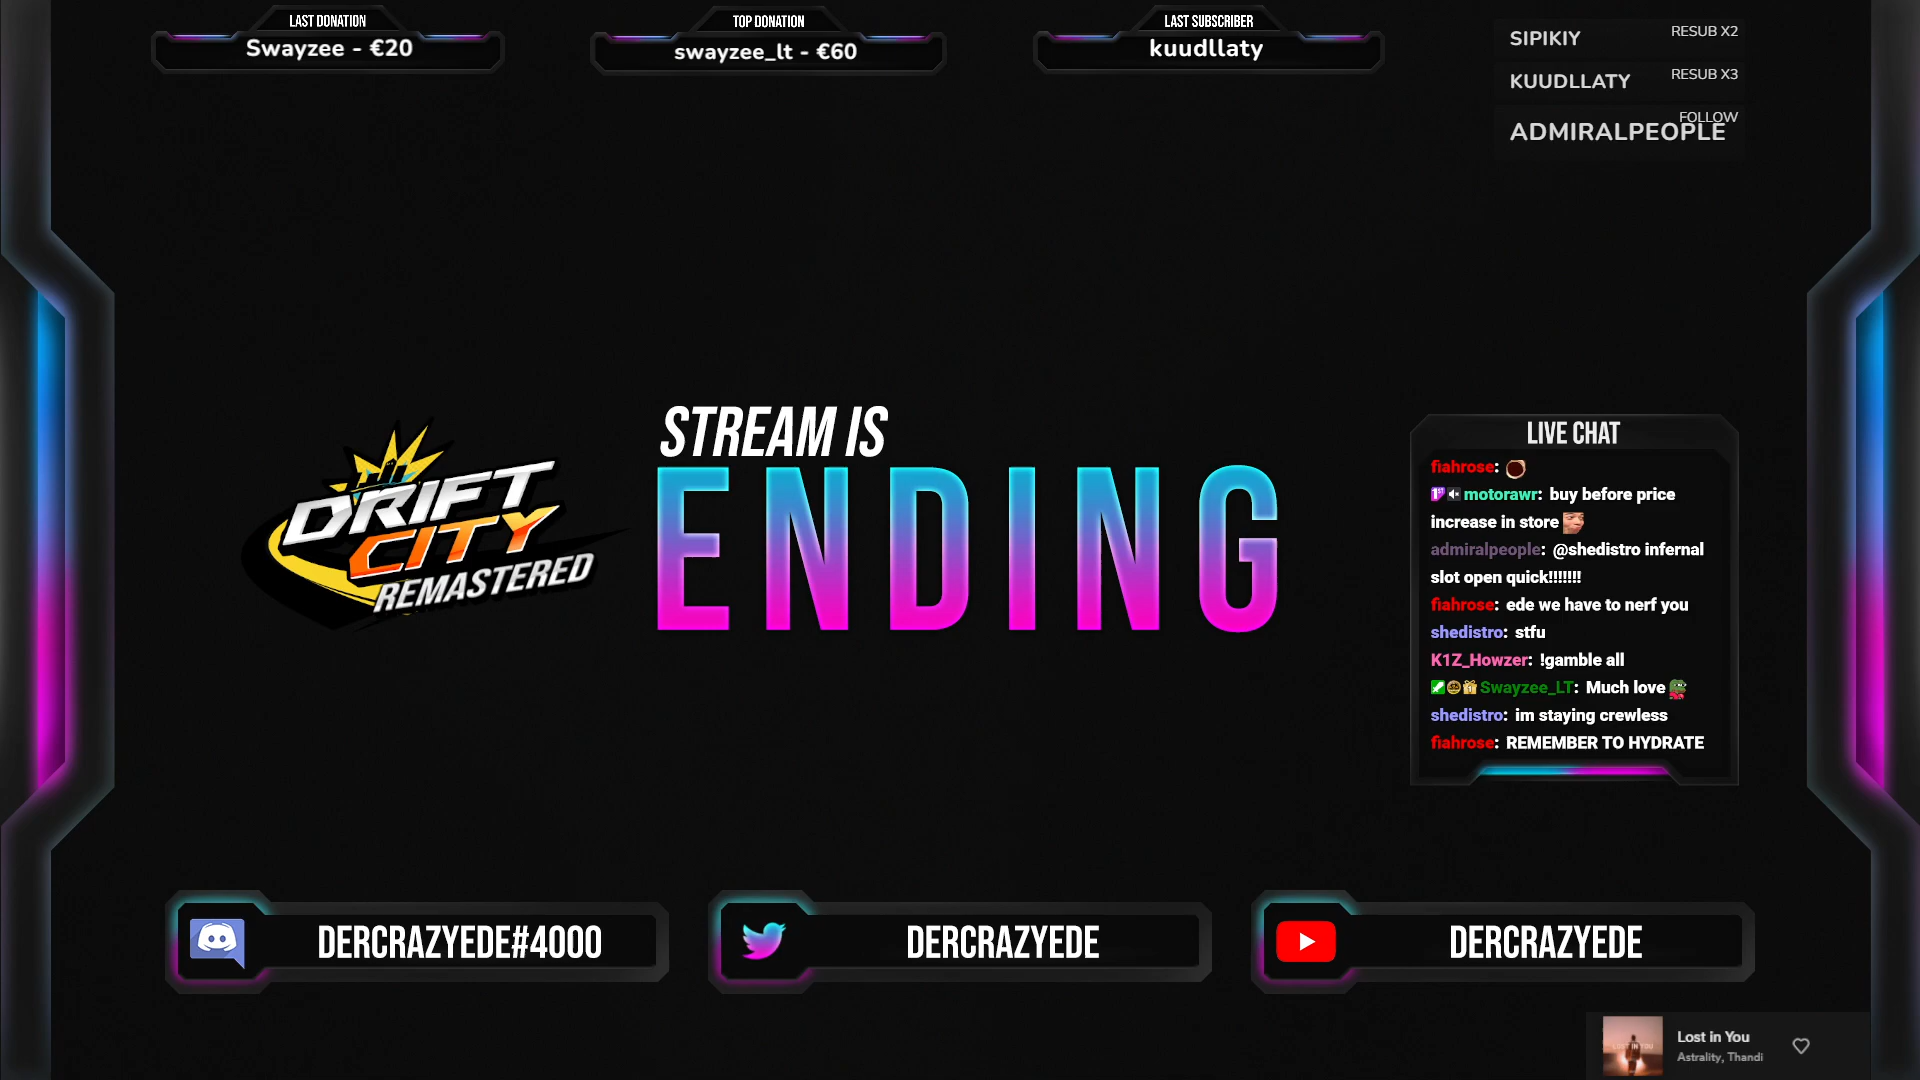 LAST DONATION
Swayzee - €20
TOP DONATION
swayzee_lt - €60
LAST SUBSCRIBER
kuudllaty
SIPIKIY RESUB X2
KUUDLLATY RESUB X3
ADMIRALPEOPLE FOLLOW
DRIFT
CITY
REMASTERED
STREAM IS
ENDING
LIVE CHAT
fiahrose:
motorawr: buy before price
increase in store
admiralpeople: @shedistro infernal
slot open quick!!!!!!!
fiahrose: ede we have to nerf you
shedistro: stfu
K1Z_Howzer: !gamble all
Swayzee_LT: Much love
shedistro: im staying crewless
fiahrose: REMEMBER TO HYDRATE
DERCRAZYEDE#4000
DERCRAZYEDE
DERCRAZYEDE
LOST IN YOU
Lost in You
Astrality, Thandi